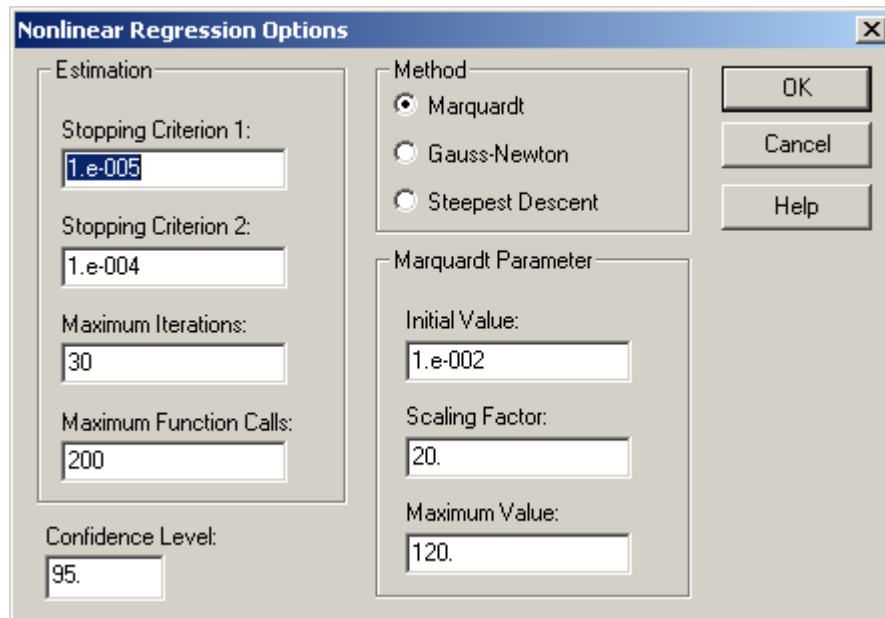 Nonlinear Regression Options
Estimation
Stopping Criterion 1:
1.e-005
Stopping Criterion 2:
1.e-004
Maximum Iterations:
30
Maximum Function Calls:
200
Confidence Level:
95.
Method
Marquardt
Gauss-Newton
Steepest Descent
Marquardt Parameter
Initial Value:
1.e-002
Scaling Factor:
20.
Maximum Value:
120.
OK
Cancel
Help